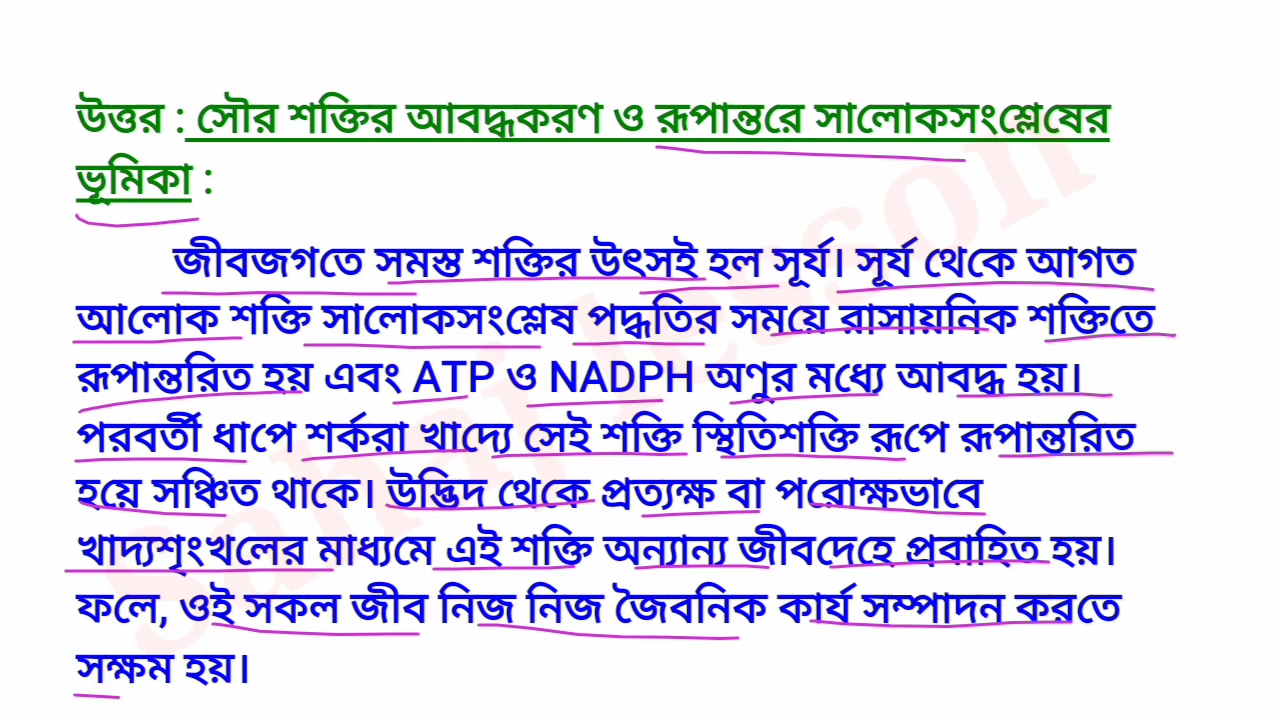 উত্তর : সৌর শক্তির আবদ্ধকরণ ও রূপান্তরে সালোকসংশ্লেষের
ভূমিকা :
জীবজগতে সমস্ত শক্তির উৎসই হল সূর্য। সূর্য থেকে আগত
আলোক শক্তি সালোকসংশ্লেষ পদ্ধতির সময়ে রাসায়নিক শক্তিতে
রূপান্তরিত হয় এবং ATP ও NADPH অণুর মধ্যে আবদ্ধ হয়।
পরবর্তী ধাপে শর্করা খাদ্যে সেই শক্তি স্থিতিশক্তি রূপে রূপান্তরিত
হয়ে সঞ্চিত থাকে। উদ্ভিদ থেকে প্রত্যক্ষ বা পরোক্ষভাবে
খাদ্যশৃংখলের মাধ্যমে এই শক্তি অন্যান্য জীবদেহে প্রবাহিত হয়।
ফলে, ওই সকল জীব নিজ নিজ জৈবনিক কার্য সম্পাদন করতে
সক্ষম হয়।